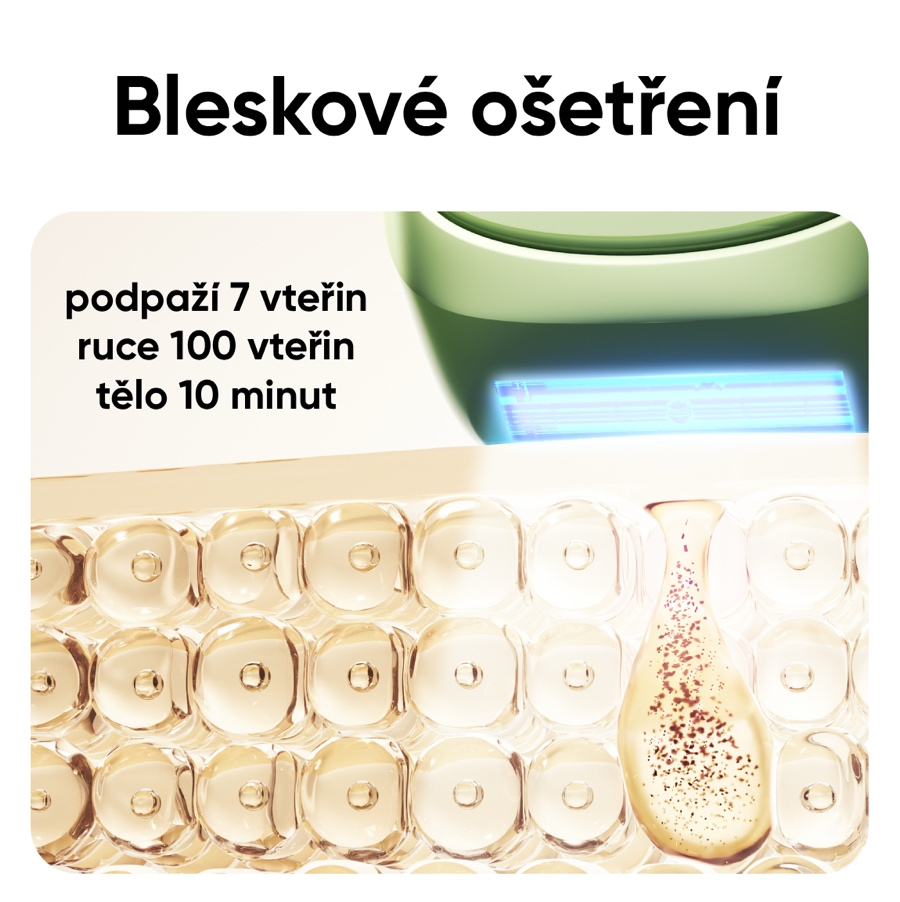 Bleskové ošetření
podpaží 7 vteřin
ruce 100 vteřin
tělo 10 minut